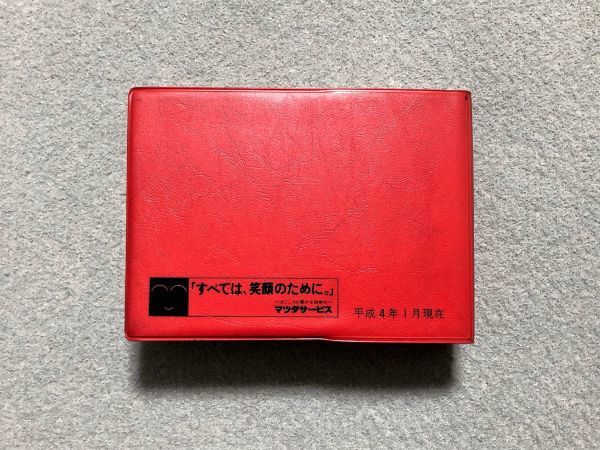 「すべては、笑顔のために。」
マツダサービス
平成4年1月現在